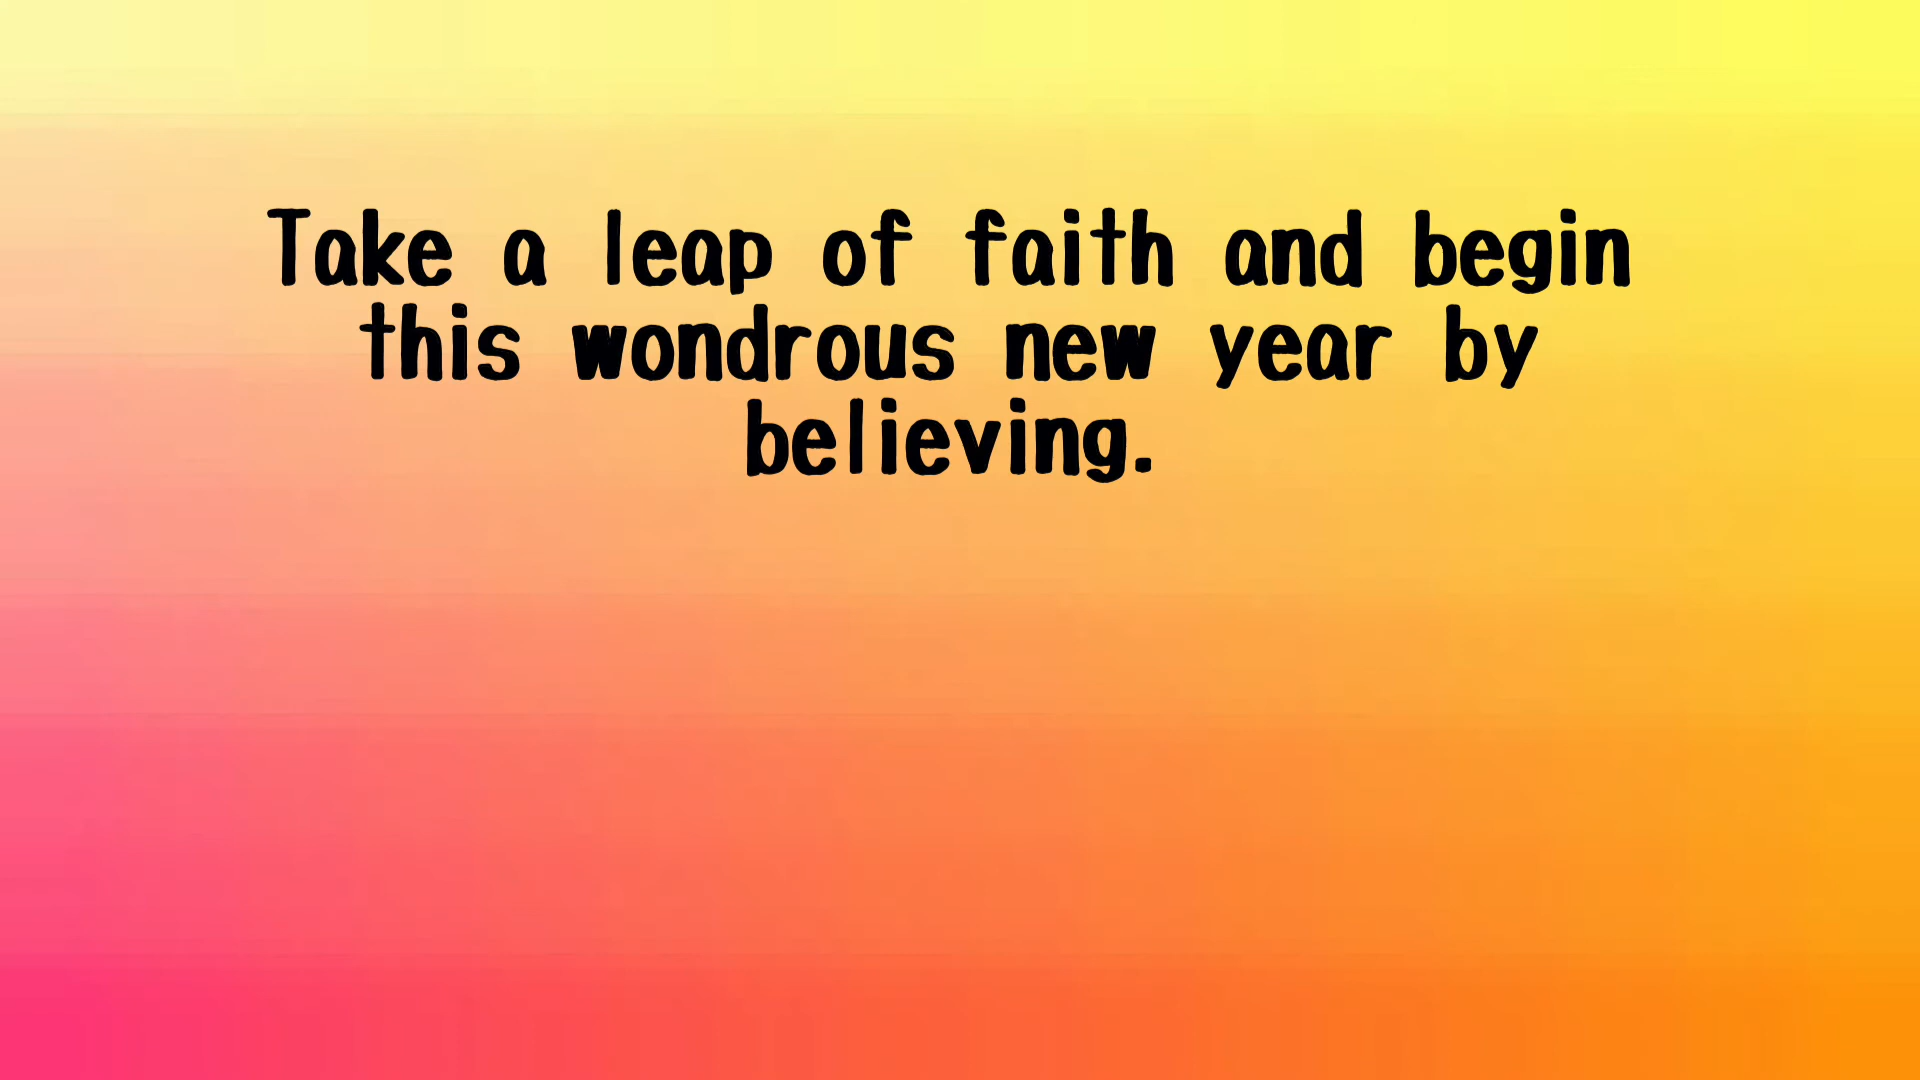 Take a leap of faith and begin
this wondrous new year by
believing.